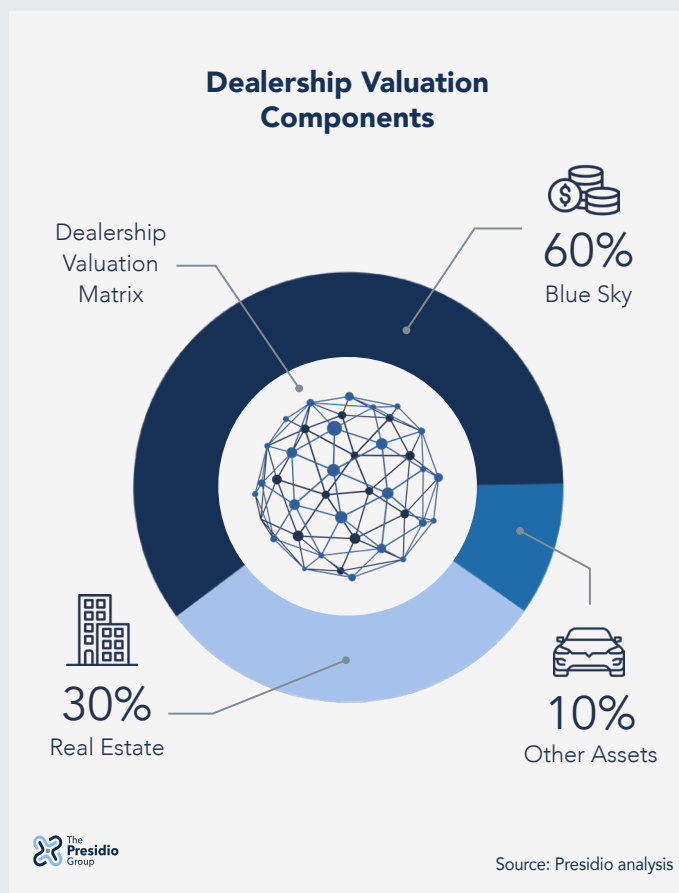 Dealership Valuation
Components
Dealership
Valuation
Matrix
$
60%
Blue Sky
30%
Real Estate
10%
Other Assets
The
Presidio
Group
Source: Presidio analysis